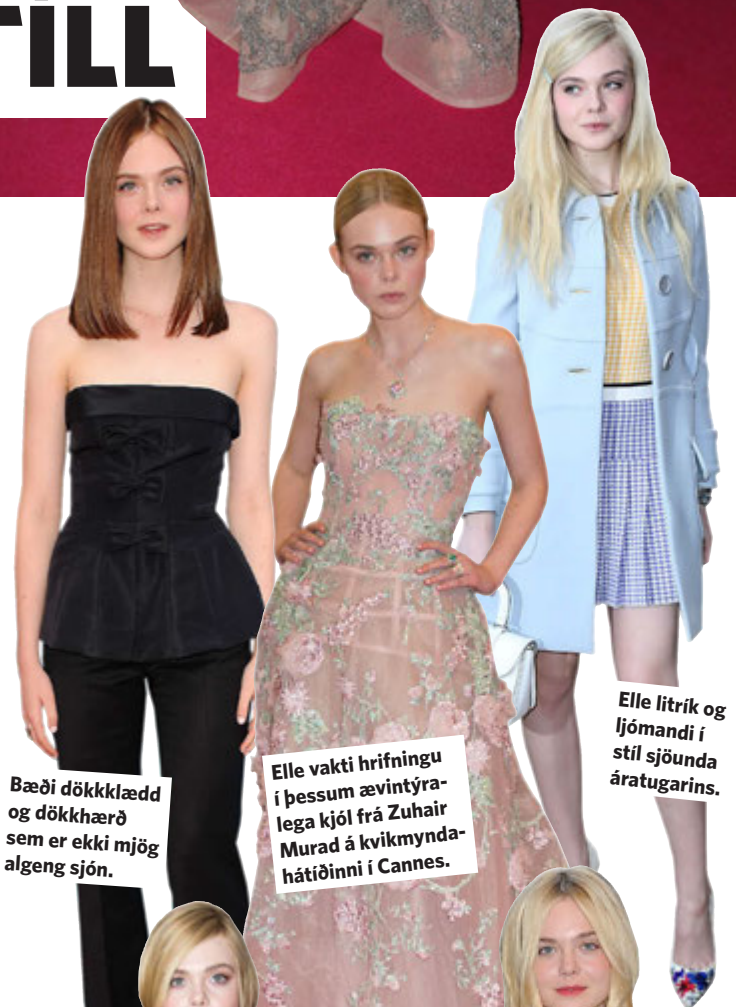 TÍLL
Bæði dökkklædd
og dökkhærð
sem er ekki mjög
algeng sjón.
Elle vakti hrifningu
í þessum ævintýra-
lega kjól frá Zuhair
Murad á kvikmynda-
hátíðinni í Cannes.
Elle litrík og
ljómandi í
stíl sjöunda
áratugarins.